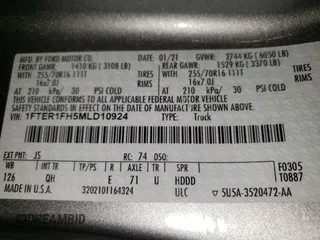 MFD. BY FORD MOTOR CO.
DATE: 01/21 GVWR: 2744 KG ( 6050 LB)
FRONT GAWR: 1410 KG ( 3108 LB) REAR GAWR: 1529 KG ( 3370 LB)
WITH 255/70R16 111T WITH 255/70R16 111T
16x7.0J 16x7.0J
AT 210 kPa/ 30 PSI COLD AT 210 kPa/ 30 PSI COLD
THIS VEHICLE CONFORMS TO ALL APPLICABLE FEDERAL MOTOR VEHICLE
SAFETY STANDARDS IN EFFECT ON THE DATE OF MANUFACTURE SHOWN ABOVE.
VIN: 1FTER1FH5MLD10924 TYPE: Truck
EXT PNT: JS RC: 74 DSO: F0305
WB INT TR TP/PS R AXLE TR SPR T0887
126 QH E 71 U HDDD
MADE IN U.S.A. 3202101164324 ULC 5U5A-3520472-AA
DREAMBID